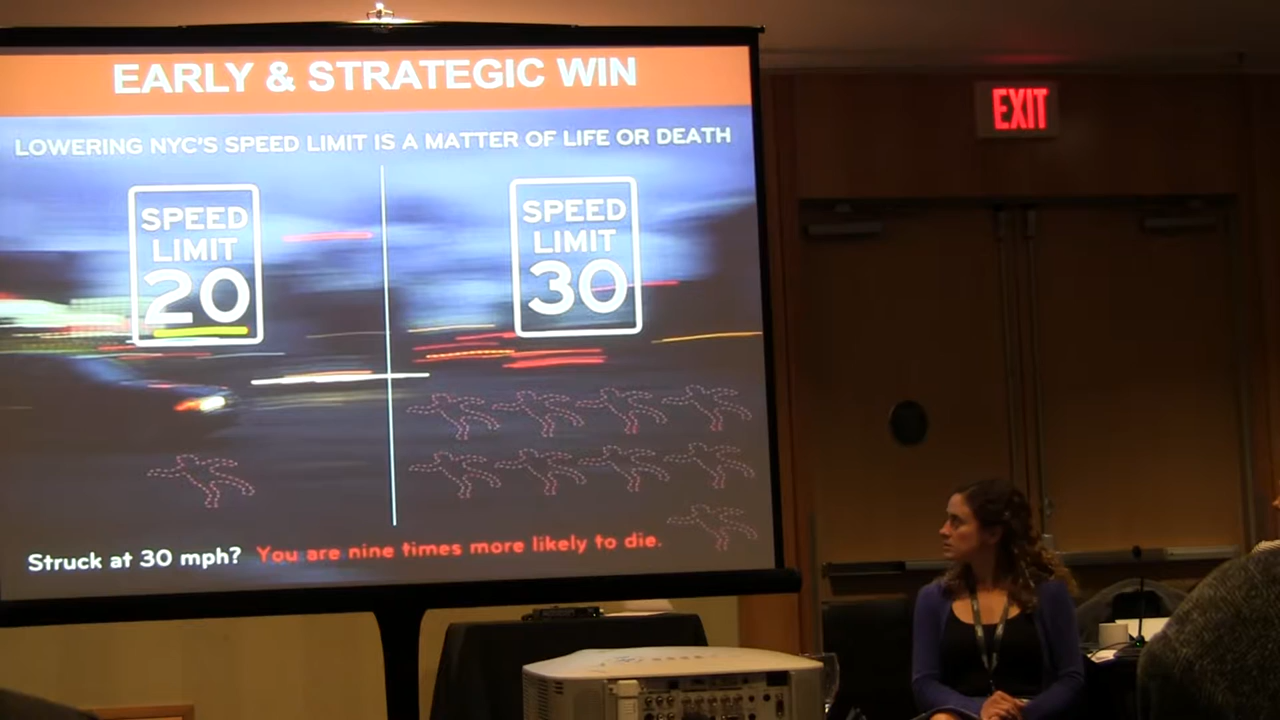 EARLY & STRATEGIC WIN
LOWERING NYC'S SPEED LIMIT IS A MATTER OF LIFE OR DEATH
SPEED
LIMIT
20
SPEED
LIMIT
30
Struck at 30 mph? You are nine times more likely to die.
EXIT